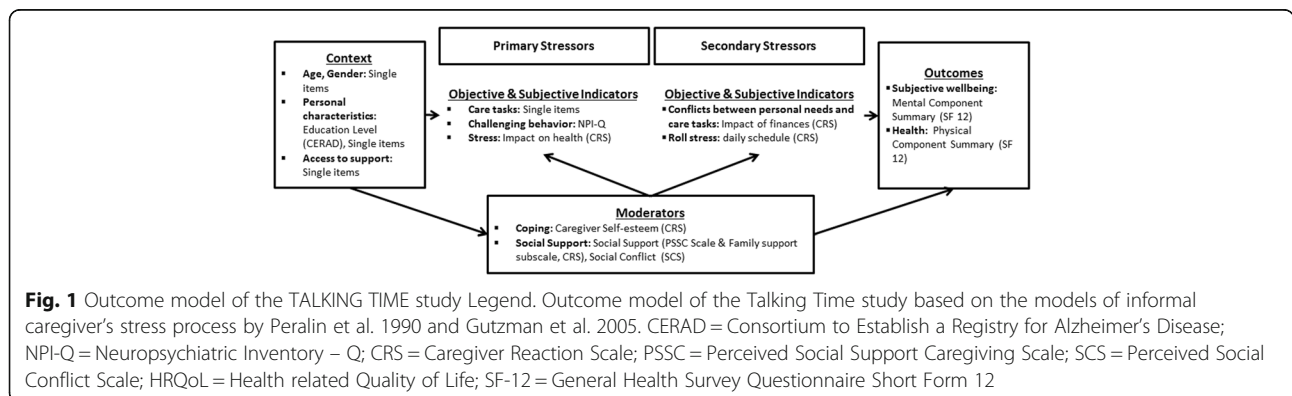 Context
▪ Age, Gender: Single
items
▪ Personal
characteristics:
Education Level
(CERAD), Single items
▪ Access to support:
Single items
Primary Stressors
Objective & Subjective Indicators
▪ Care tasks: Single items
▪ Challenging behavior: NPI-Q
▪ Stress: Impact on health (CRS)
Secondary Stressors
Objective & Subjective Indicators
▪ Conflicts between personal needs and
care tasks: Impact of finances (CRS)
▪ Roll stress: daily schedule (CRS)
Outcomes
▪ Subjective wellbeing:
Mental Component
Summary (SF 12)
▪ Health: Physical
Component Summary (SF
12)
Moderators
▪ Coping: Caregiver Self-esteem (CRS)
▪ Social Support: Social Support (PSSC Scale & Family support
subscale, CRS), Social Conflict (SCS)
Fig. 1 Outcome model of the TALKING TIME study Legend. Outcome model of the Talking Time study based on the models of informal
caregiver's stress process by Peralin et al. 1990 and Gutzman et al. 2005. CERAD = Consortium to Establish a Registry for Alzheimer's Disease;
NPI-Q = Neuropsychiatric Inventory – Q; CRS = Caregiver Reaction Scale; PSSC = Perceived Social Support Caregiving Scale; SCS = Perceived Social
Conflict Scale; HRQoL = Health related Quality of Life; SF-12 = General Health Survey Questionnaire Short Form 12